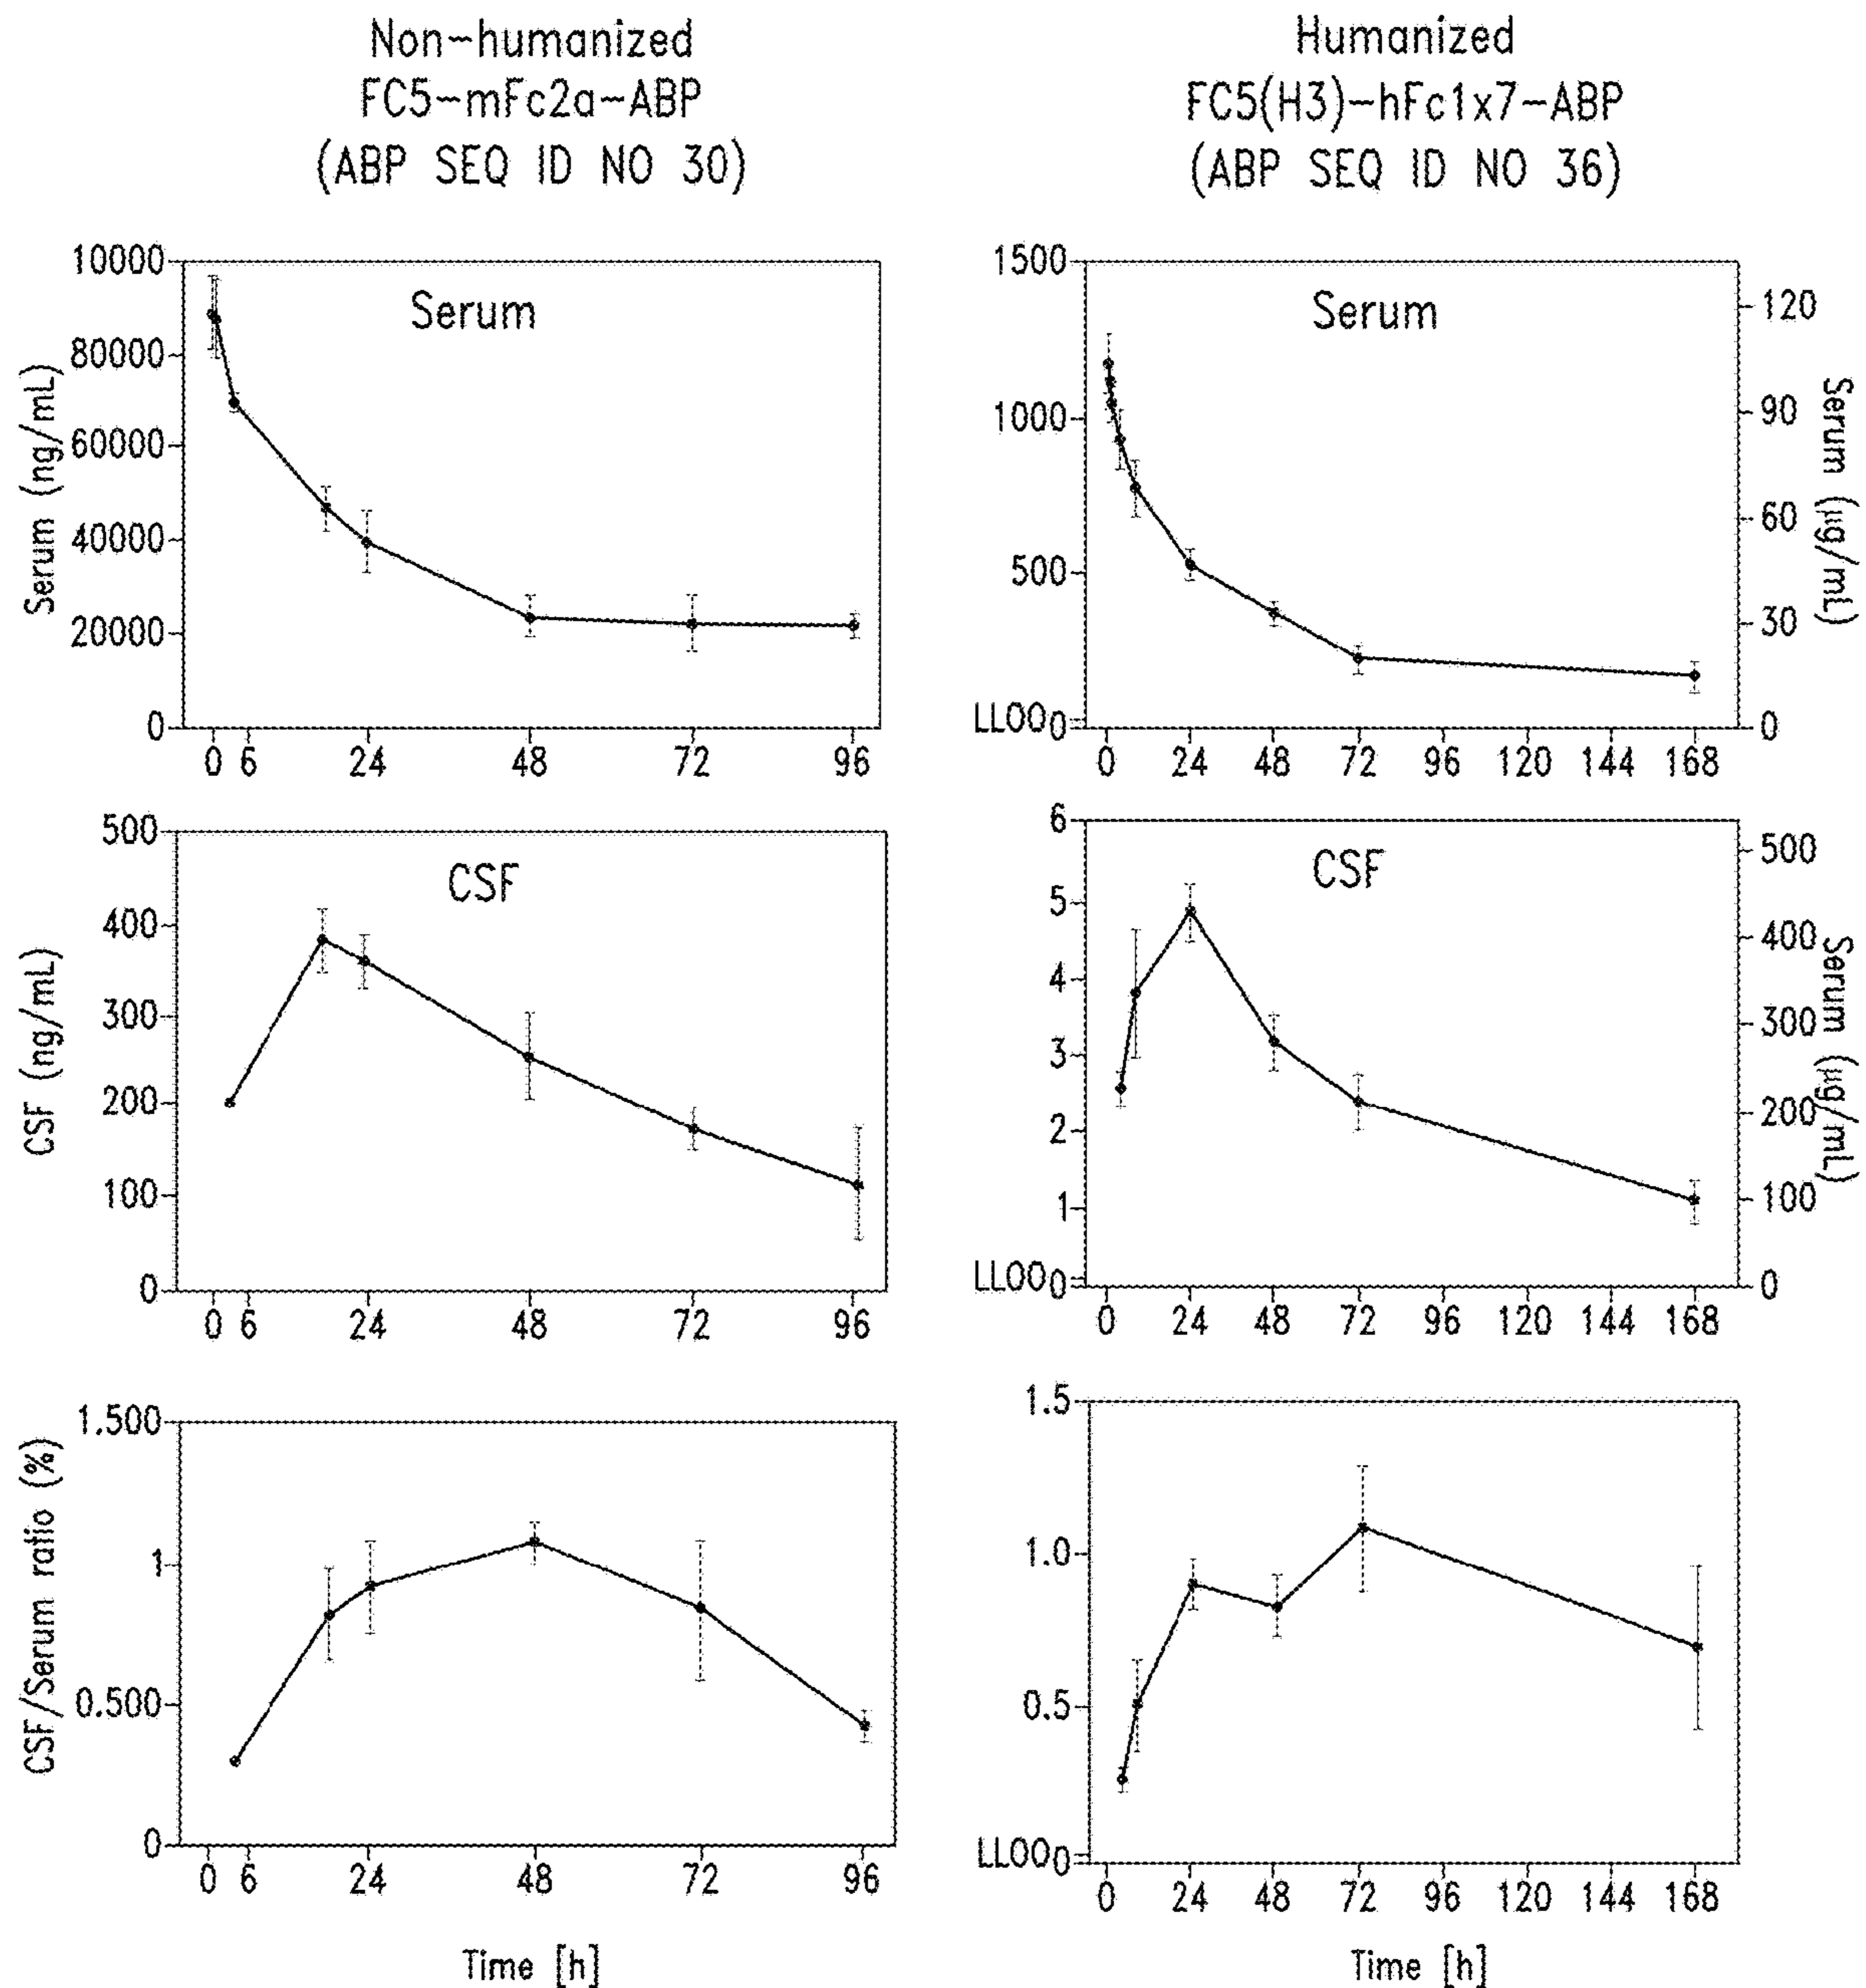 Non-humanized
FC5-mFc2a-ABP
(ABP SEQ ID NO 30)
Humanized
FC5(H3)-hFc1x7-ABP
(ABP SEQ ID NO 36)
Serum
Serum (ng/mL)
10000
80000
60000
40000
20000
0
0 6 24 48 72 96
Serum
1500
1000
500
LLOQ 0
120
90
60
30
0
Serum (µg/mL)
0 24 48 72 96 120 144 168
CSF
CSF (ng/mL)
500
400
300
200
100
0
0 6 24 48 72 96
CSF
6
5
4
3
2
1
LLOQ 0
500
400
300
200
100
0
Serum (µg/mL)
0 24 48 72 96 120 144 168
CSF/Serum ratio (%)
1.500
1
0.500
0
0 6 24 48 72 96
Time [h]
1.5
1.0
0.5
LLOQ 0
0 24 48 72 96 120 144 168
Time [h]